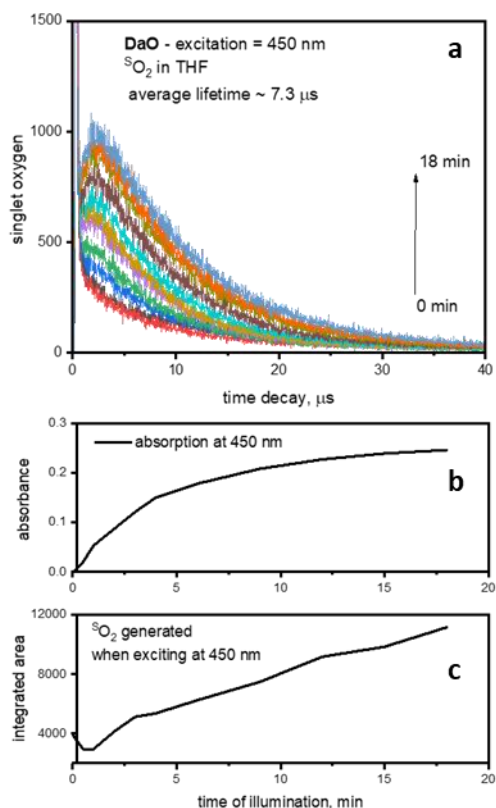 DaO - excitation = 450 nm
a
ˢO₂ in THF
average lifetime ~ 7.3 μs
18 min
0 min
singlet oxygen
1500
1000
500
0
0 10 20 30 40
time decay, μs
absorption at 450 nm
b
absorbance
0.3
0.2
0.1
0.0
0 5 10 15 20
ˢO₂ generated
c
when exciting at 450 nm
integrated area
12000
8000
4000
0 5 10 15 20
time of illumination, min